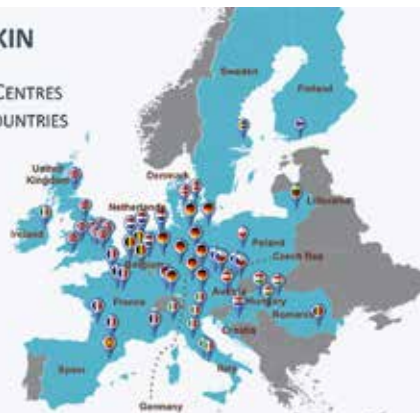 KIN
CENTRES
OUNTRIES
Sweden
Finland
United
Kingdom
Denmark
Lithuania
Netherlands
Ireland
Poland
Czech Rep
Belgium
Austria
Hungary
France
Romania
Croatia
Spain
Italy
Germany